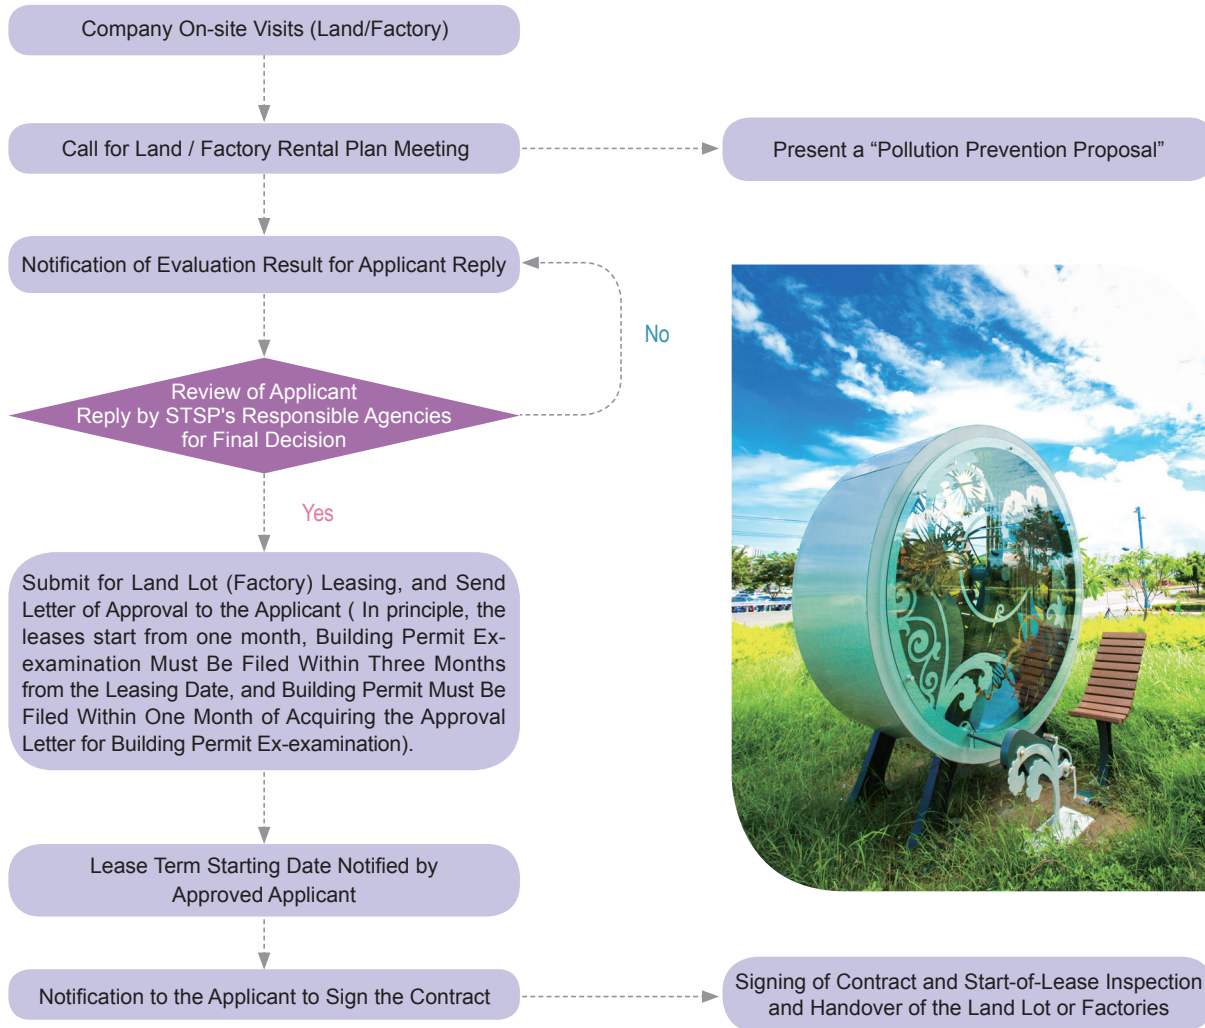 Company On-site Visits (Land/Factory)
Call for Land / Factory Rental Plan Meeting
Present a “Pollution Prevention Proposal”
Notification of Evaluation Result for Applicant Reply
No
Review of Applicant
Reply by STSP's Responsible Agencies
for Final Decision
Yes
Submit for Land Lot (Factory) Leasing, and Send
Letter of Approval to the Applicant ( In principle, the
leases start from one month, Building Permit Ex-
examination Must Be Filed Within Three Months
from the Leasing Date, and Building Permit Must Be
Filed Within One Month of Acquiring the Approval
Letter for Building Permit Ex-examination).
Lease Term Starting Date Notified by
Approved Applicant
Notification to the Applicant to Sign the Contract
Signing of Contract and Start-of-Lease Inspection
and Handover of the Land Lot or Factories